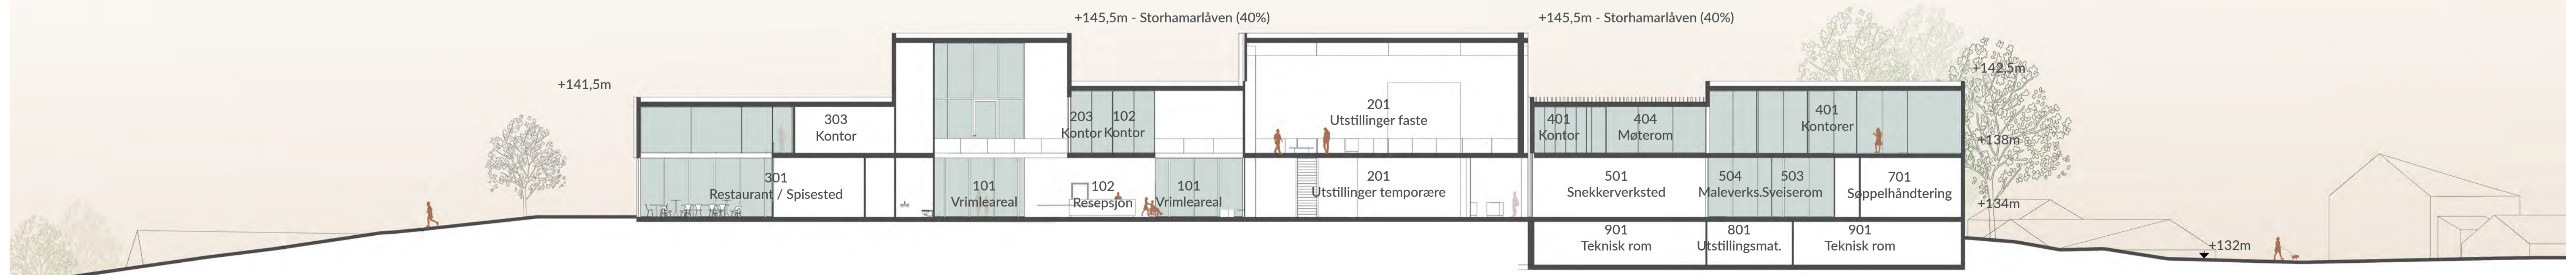 +145,5m - Storhamarlåven (40%)
+145,5m - Storhamarlåven (40%)
+141,5m
+142,5m
303
Kontor
203
Kontor
102
Kontor
201
Utstillinger faste
401
Kontor
404
Møterom
401
Kontorer
+138m
301
Restaurant / Spisested
101
Vrimleareal
102
Resepsjon
101
Vrimleareal
201
Utstillinger temporære
501
Snekkerverksted
504
Maleverks.
503
Sveiserom
701
Søppelhåndtering
+134m
901
Teknisk rom
801
Utstillingsmat.
901
Teknisk rom
+132m